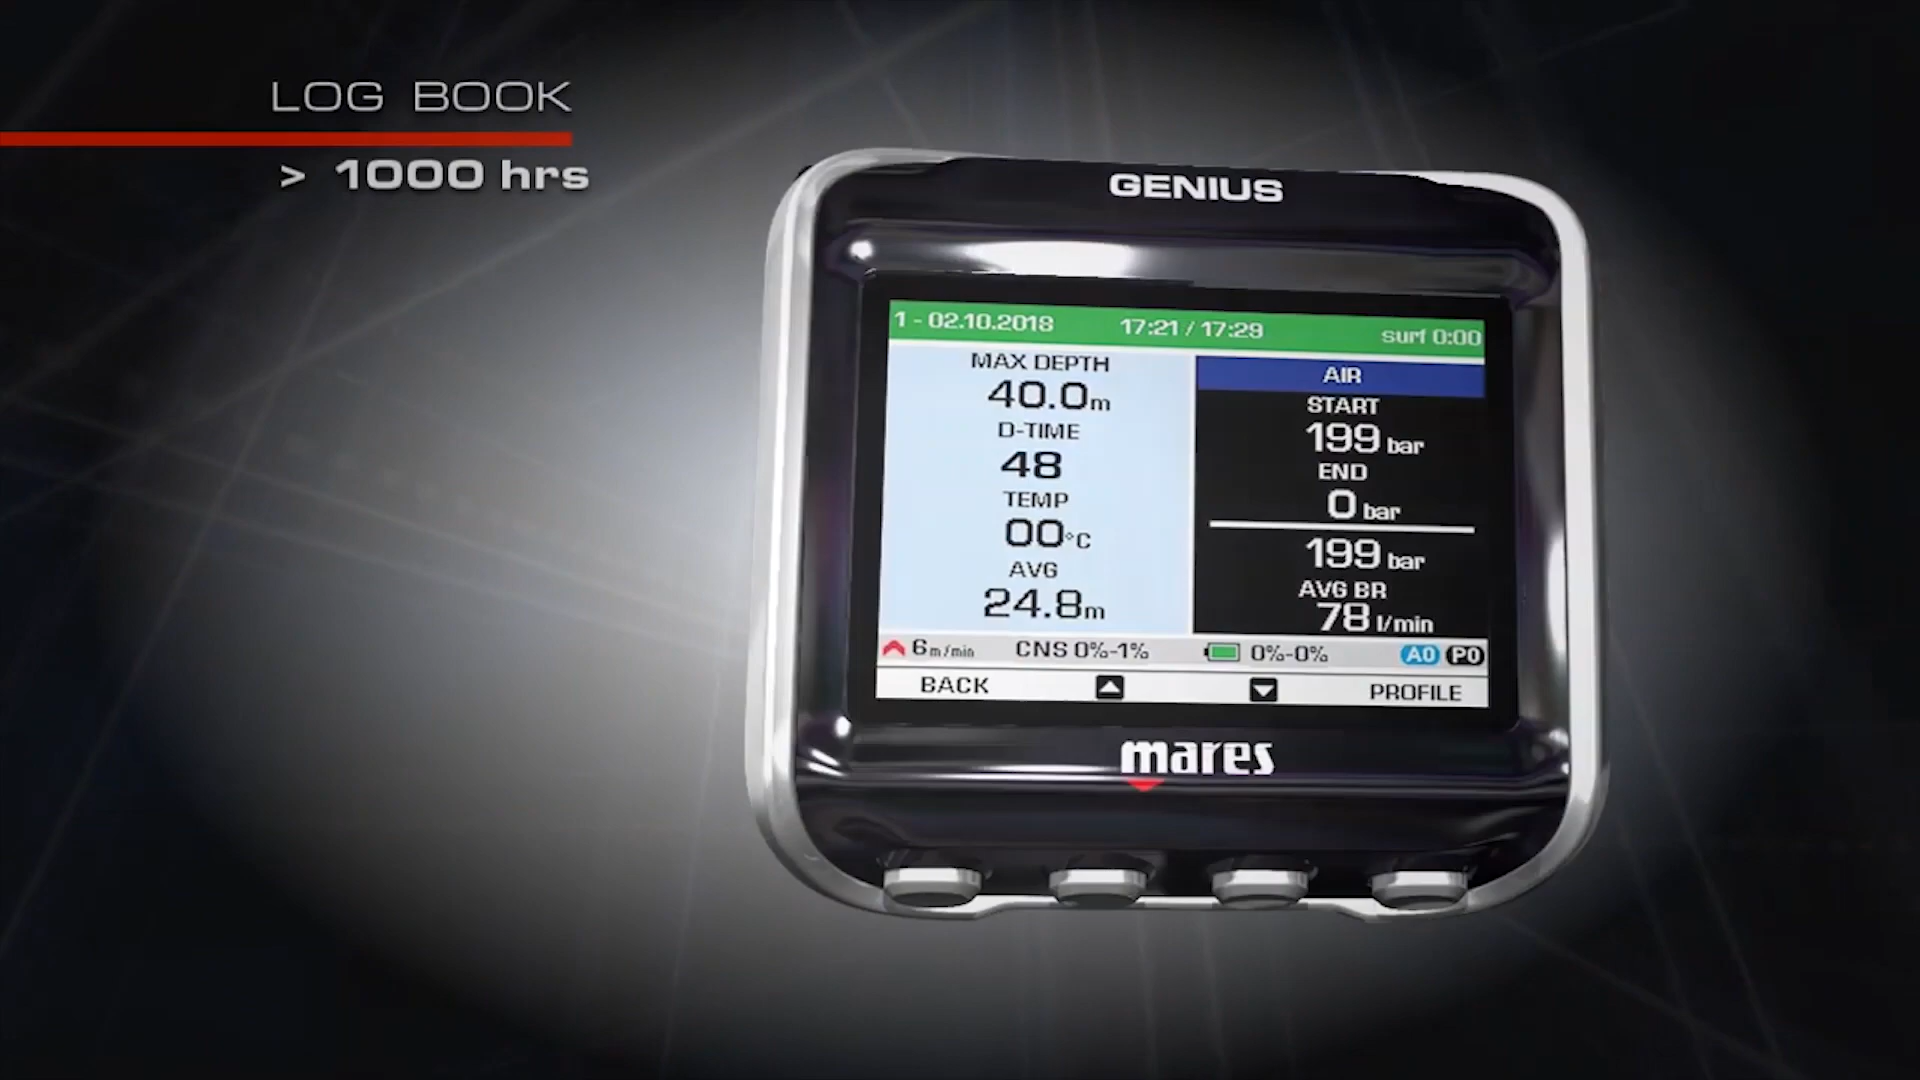 LOG BOOK
> 1000 hrs
GENIUS
1 - 02.10.2018 17:21 / 17:29 surf 0:00
MAX DEPTH
40.0m
D-TIME
48
TEMP
00°C
AVG
24.8m
AIR
START
199 bar
END
0 bar
199 bar
AVG BR
78 l/min
6m/min CNS 0%-1% 0%-0% A0 P0
BACK PROFILE
mares